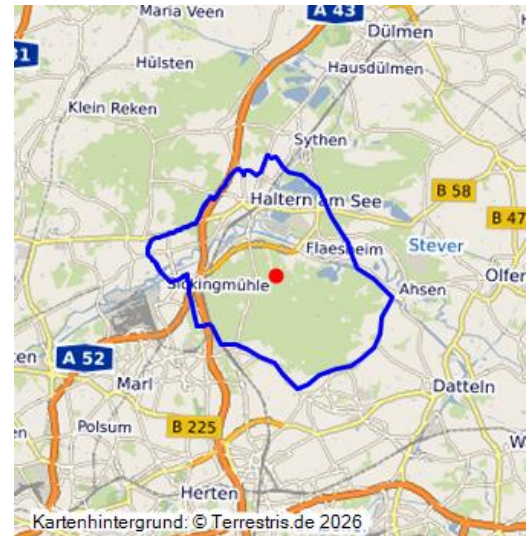 Maria Veen
A 43
Dülmen
31
Hülsten
Hausdülmen
Klein Reken
Sythen
B 58
Haltern am See
B 47
Flaesheim
Stever
Sickingmühle
Ahsen
Olfen
A 52
Marl
Datteln
Polsum
B 225
W
Herten
Kartenhintergrund: © Terrestris.de 2026